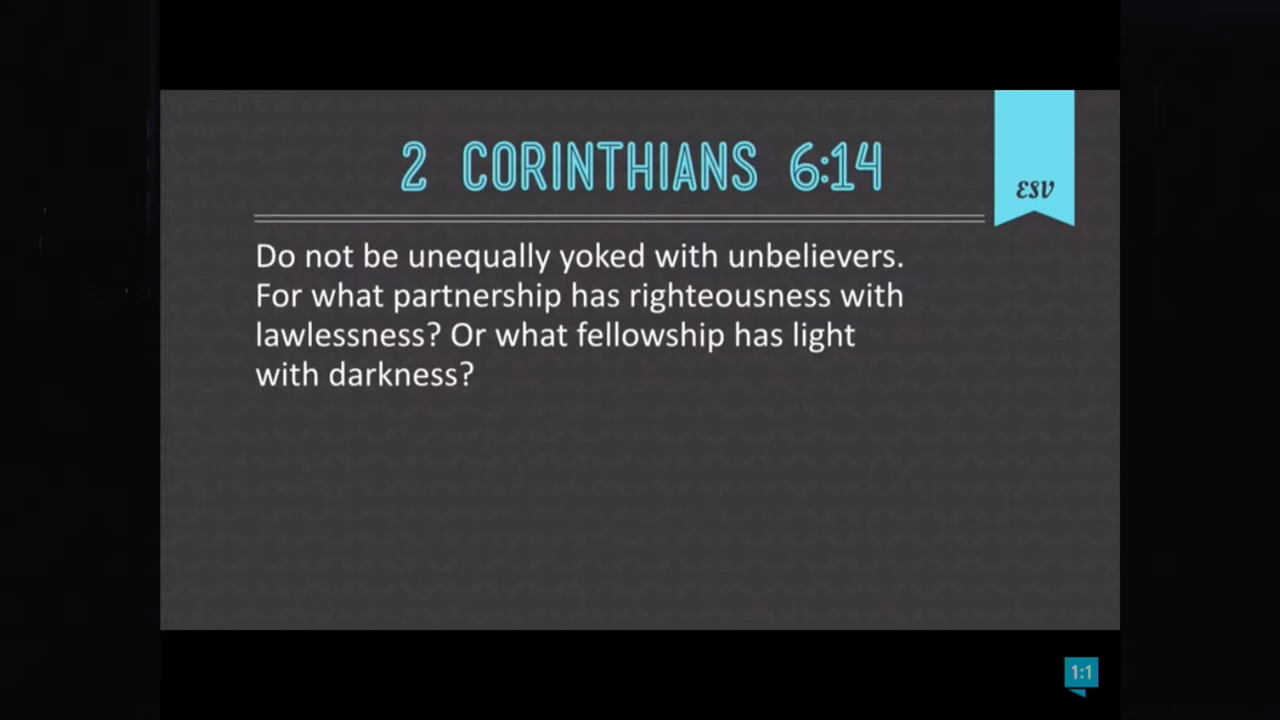 2 CORINTHIANS 6:14
ESV
Do not be unequally yoked with unbelievers.
For what partnership has righteousness with
lawlessness? Or what fellowship has light
with darkness?
1:1